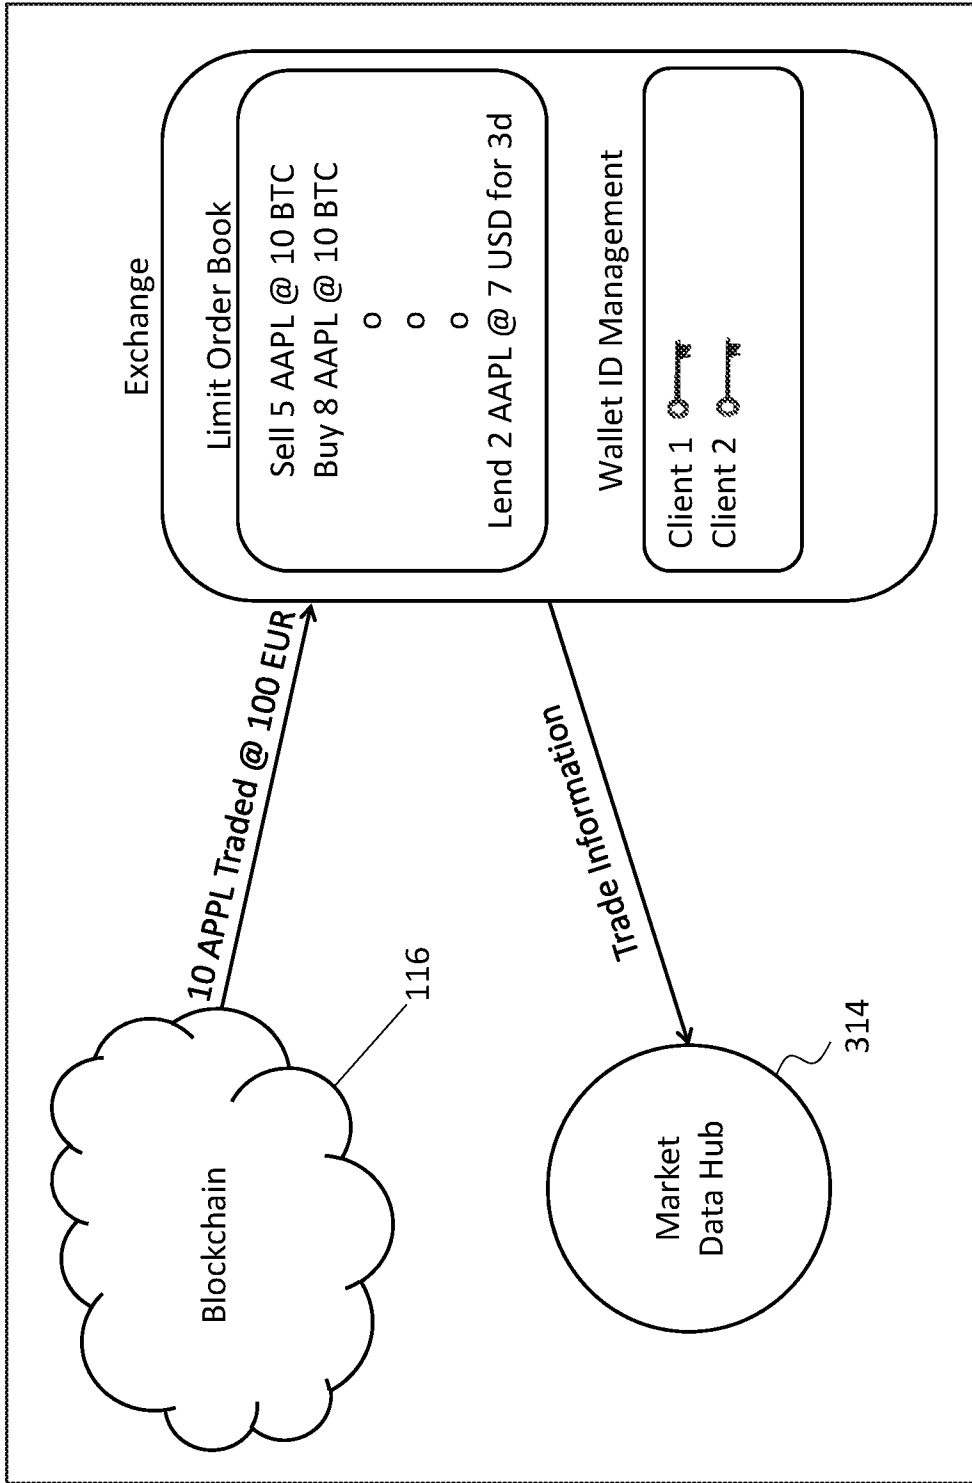 Blockchain
116
10 APPL Traded @ 100 EUR
Exchange
Limit Order Book
Sell 5 AAPL @ 10 BTC
Buy 8 AAPL @ 10 BTC
o
o
o
Lend 2 AAPL @ 7 USD for 3d
Wallet ID Management
Client 1
Client 2
Trade Information
Market
Data Hub
314